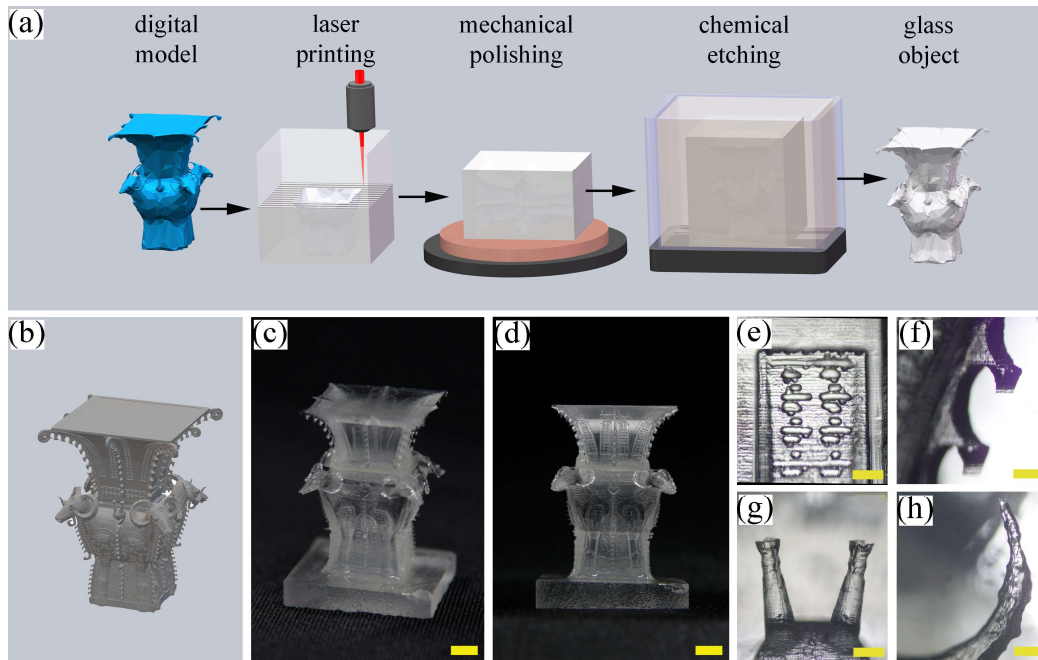 (a)
digital
model
laser
printing
mechanical
polishing
chemical
etching
glass
object
(b)
(c)
(d)
(e)
(f)
(g)
(h)